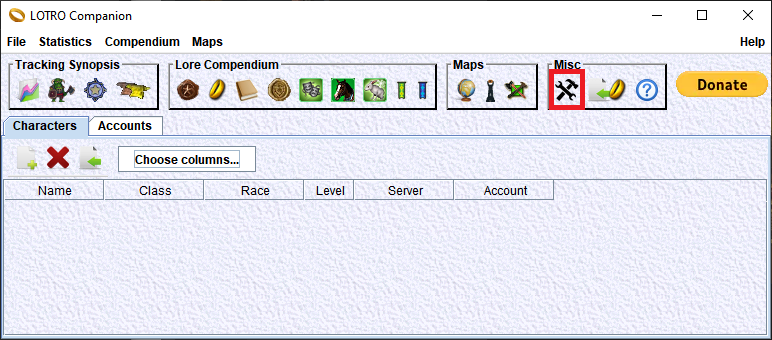 LOTRO Companion
File Statistics Compendium Maps Help
Tracking Synopsis Lore Compendium Maps Misc
Donate
Characters Accounts
Choose columns...
Name Class Race Level Server Account